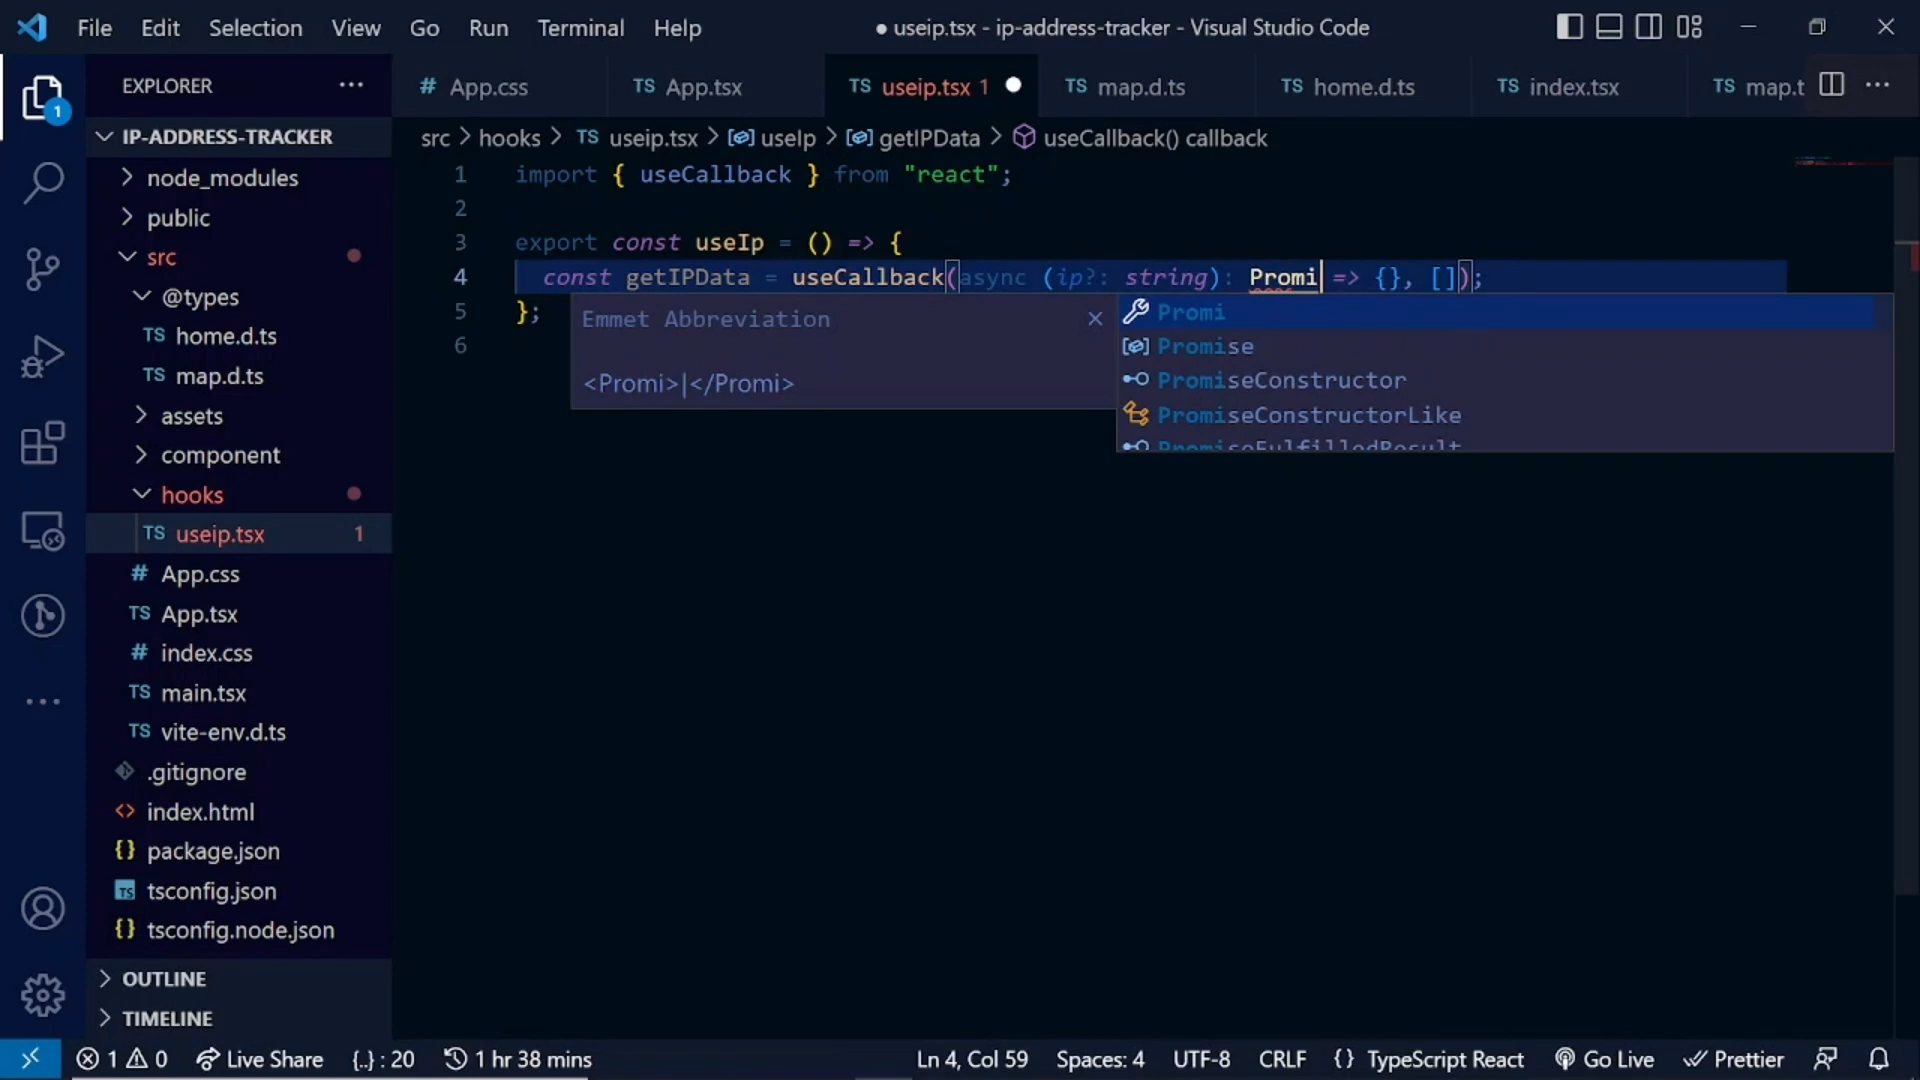 File Edit Selection View Go Run Terminal Help
● useip.tsx - ip-address-tracker - Visual Studio Code
EXPLORER
# App.css
TS App.tsx
TS useip.tsx 1
TS map.d.ts
TS home.d.ts
TS index.tsx
TS map.t
src > hooks > TS useip.tsx > useIp > getIPData > useCallback() callback
1
IP-ADDRESS-TRACKER
node_modules
public
src
@types
TS home.d.ts
TS map.d.ts
assets
component
hooks
TS useip.tsx 1
# App.css
TS App.tsx
# index.css
TS main.tsx
TS vite-env.d.ts
.gitignore
<> index.html
{} package.json
TS tsconfig.json
{} tsconfig.node.json
OUTLINE
TIMELINE
1 import { useCallback } from "react";
2
3 export const useIp = () => {
4 const getIPData = useCallback(async (ip?: string): Promi => {}, []);
5 };
6
Emmet Abbreviation
<Promi>|</Promi>
Promi
Promise
PromiseConstructor
PromiseConstructorLike
PromiseFulfilledResult
1 0 Live Share {..} : 20 1 hr 38 mins
Ln 4, Col 59 Spaces: 4 UTF-8 CRLF {} TypeScript React Go Live Prettier